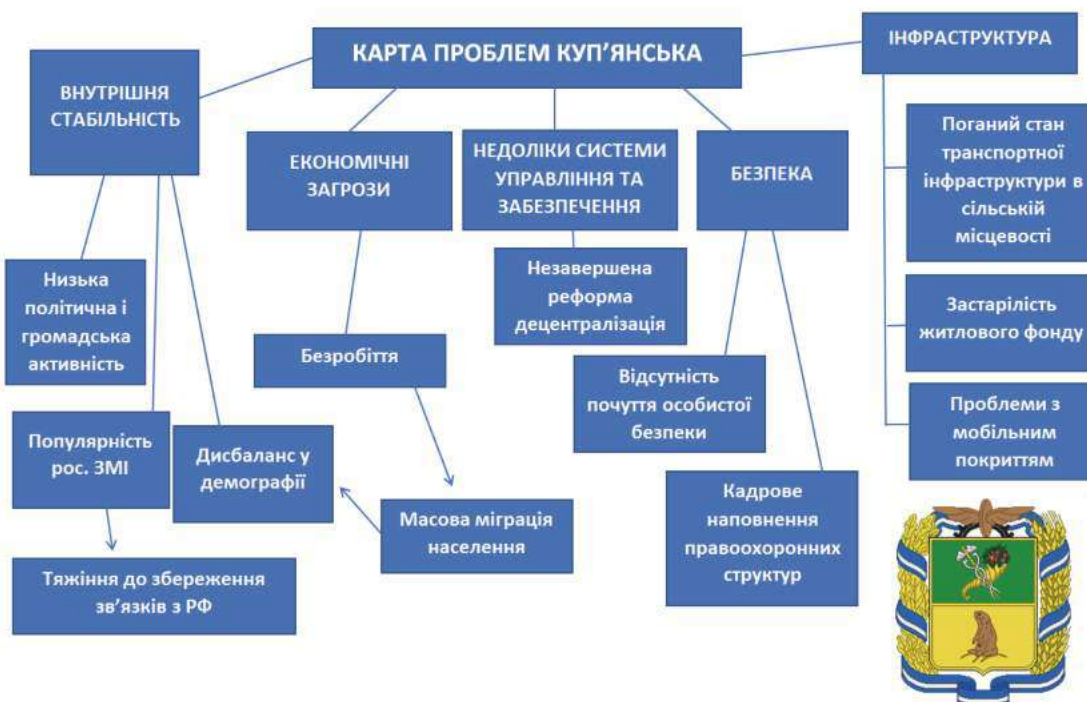 КАРТА ПРОБЛЕМ КУП'ЯНСЬКА
ВНУТРІШНЯ
СТАБІЛЬНІСТЬ
Низька
політична і
громадська
активність
Популярність
рос. ЗМІ
Тяжіння до збереження
зв'язків з РФ
Дисбаланс у
демографії
ЕКОНОМІЧНІ
ЗАГРОЗИ
Безробіття
Масова міграція
населення
НЕДОЛІКИ СИСТЕМИ
УПРАВЛІННЯ ТА
ЗАБЕЗПЕЧЕННЯ
Незавершена
реформа
децентралізація
БЕЗПЕКА
Відсутність
почуття особистої
безпеки
Кадрове
наповнення
правоохоронних
структур
ІНФРАСТРУКТУРА
Поганий стан
транспортної
інфраструктури в
сільській
місцевості
Застарілість
житлового фонду
Проблеми з
мобільним
покриттям